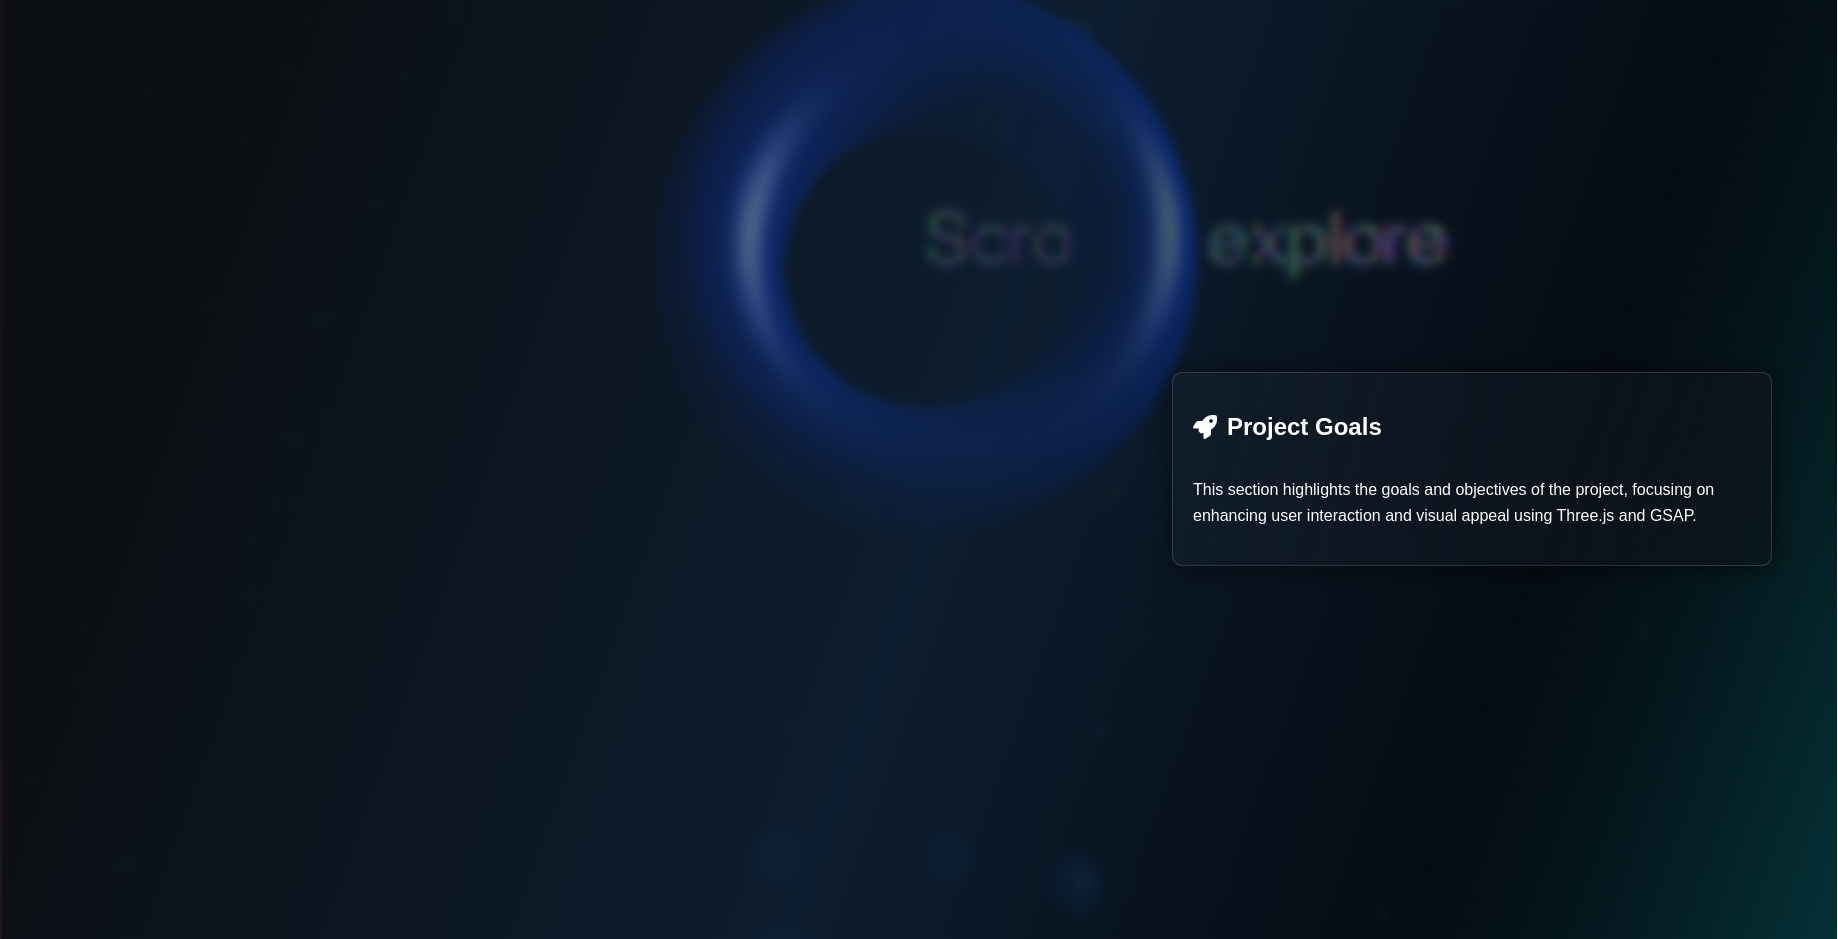 Scro explore
Project Goals
This section highlights the goals and objectives of the project, focusing on
enhancing user interaction and visual appeal using Three.js and GSAP.